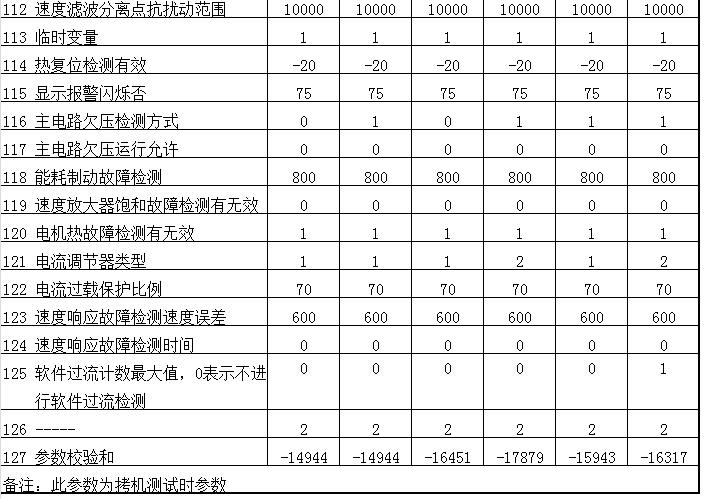 112 速度滤波分离点抗扰动范围 10000 10000 10000 10000 10000 10000
113 临时变量 1 1 1 1 1 1
114 热复位检测有效 -20 -20 -20 -20 -20 -20
115 显示报警闪烁否 75 75 75 75 75 75
116 主电路欠压检测方式 0 1 0 1 1 1
117 主电路欠压运行允许 0 0 0 0 0 0
118 能耗制动故障检测 800 800 800 800 800 800
119 速度放大器饱和故障检测有无效 0 0 0 0 0 0
120 电机热故障检测有无效 1 1 1 1 1 1
121 电流调节器类型 1 1 1 2 1 2
122 电流过载保护比例 70 70 70 70 70 70
123 速度响应故障检测速度误差 600 600 600 600 600 600
124 速度响应故障检测时间 0 0 0 0 0 0
125 软件过流计数最大值，0表示不进 0 0 0 0 0 1
行软件过流检测
126 ----- 2 2 2 2 2 2
127 参数校验和 -14944 -14944 -16451 -17879 -15943 -16317
备注：此参数为拷机测试时参数